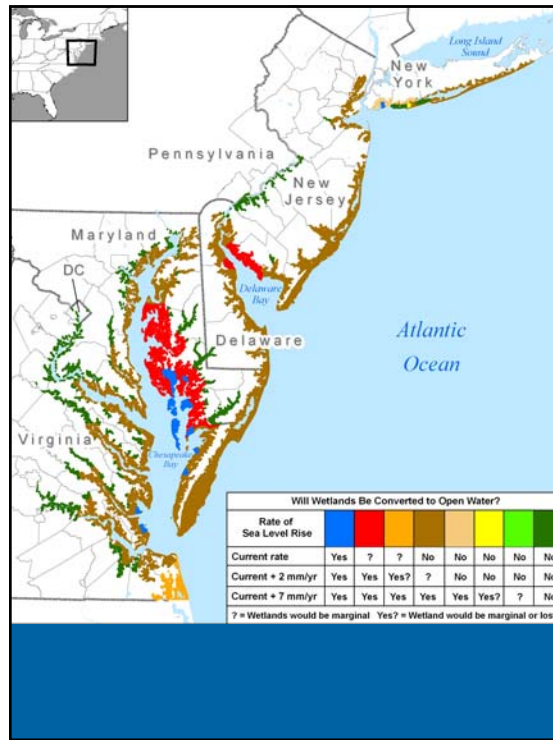 Long Island
Sound
New
York
Pennsylvania
New
Jersey
Maryland
DC
Delaware
Bay
Delaware
Atlantic
Ocean
Virginia
Chesapeake
Bay
Will Wetlands Be Converted to Open Water?
Rate of
Sea Level Rise
Current rate Yes ? ? No No No No No
Current + 2 mm/yr Yes Yes Yes? ? No No No No
Current + 7 mm/yr Yes Yes Yes Yes Yes Yes? ? No
? = Wetlands would be marginal Yes? = Wetland would be marginal or los